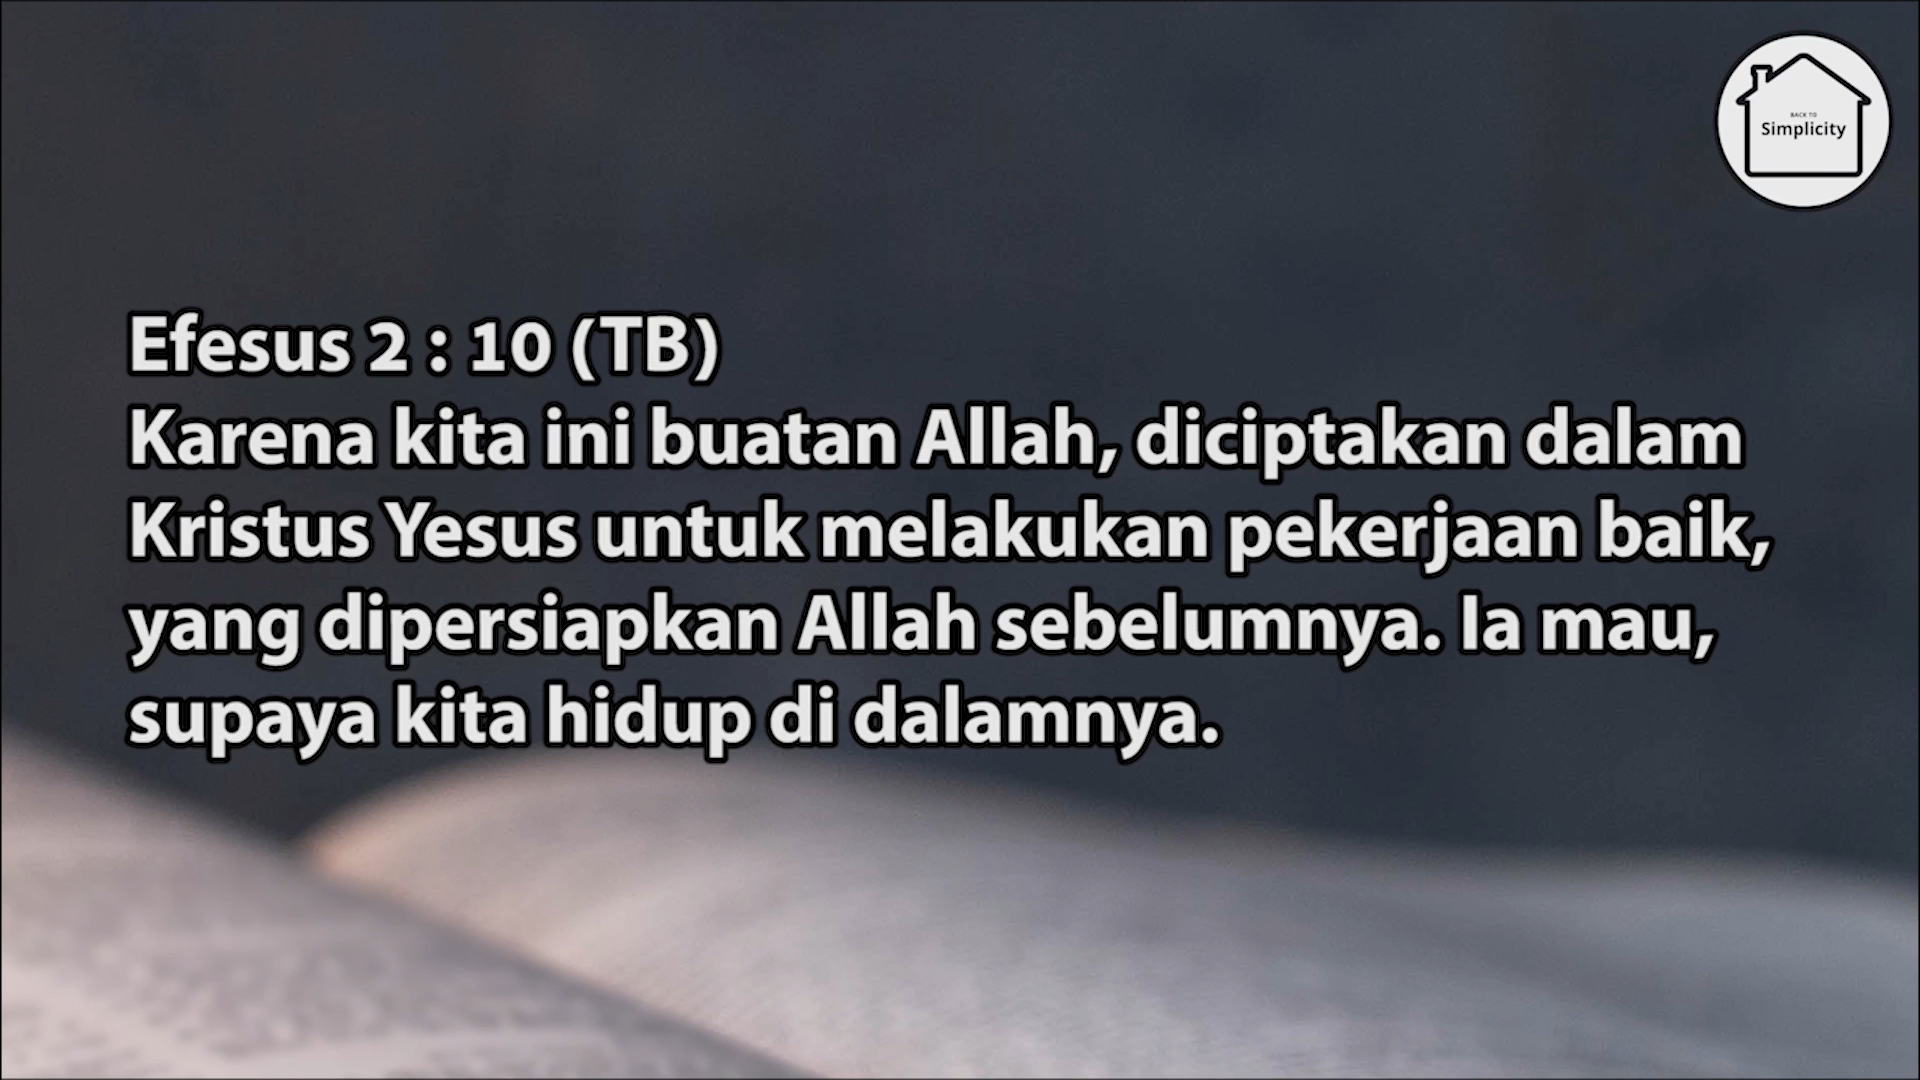 BACK TO
Simplicity
Efesus 2 : 10 (TB)
Karena kita ini buatan Allah, diciptakan dalam
Kristus Yesus untuk melakukan pekerjaan baik,
yang dipersiapkan Allah sebelumnya. Ia mau,
supaya kita hidup di dalamnya.